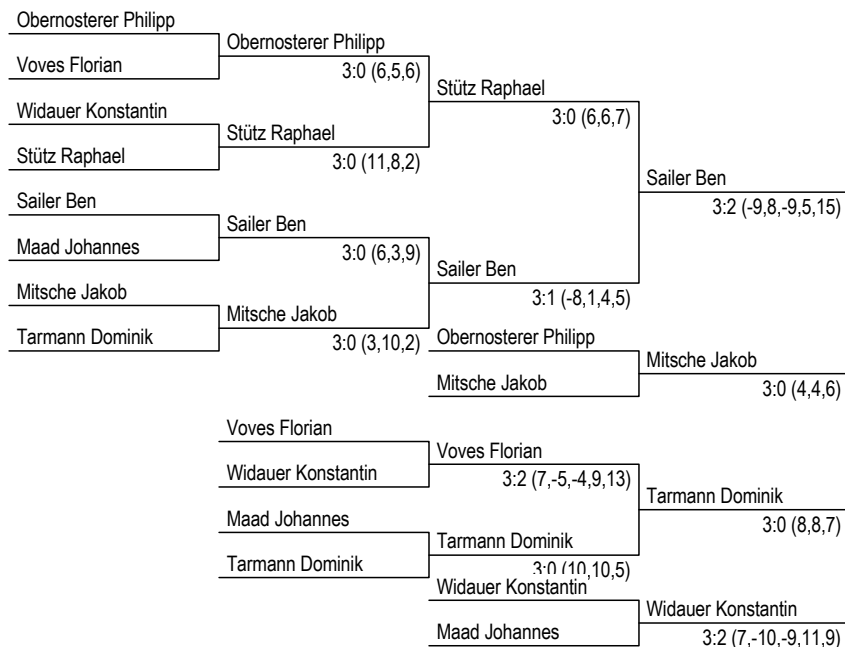 Obernosterer Philipp
Obernosterer Philipp
Voves Florian
3:0 (6,5,6)
Stütz Raphael
Widauer Konstantin
3:0 (6,6,7)
Stütz Raphael
Stütz Raphael
3:0 (11,8,2)
Sailer Ben
Sailer Ben
3:2 (-9,8,-9,5,15)
Sailer Ben
Maad Johannes
3:0 (6,3,9)
Sailer Ben
Mitsche Jakob
3:1 (-8,1,4,5)
Mitsche Jakob
Tarmann Dominik
3:0 (3,10,2)
Obernosterer Philipp
Mitsche Jakob
Mitsche Jakob
3:0 (4,4,6)
Voves Florian
Voves Florian
Widauer Konstantin
3:2 (7,-5,-4,9,13)
Tarmann Dominik
Maad Johannes
3:0 (8,8,7)
Tarmann Dominik
Tarmann Dominik
3:0 (10,10,5)
Widauer Konstantin
Widauer Konstantin
Maad Johannes
3:2 (7,-10,-9,11,9)